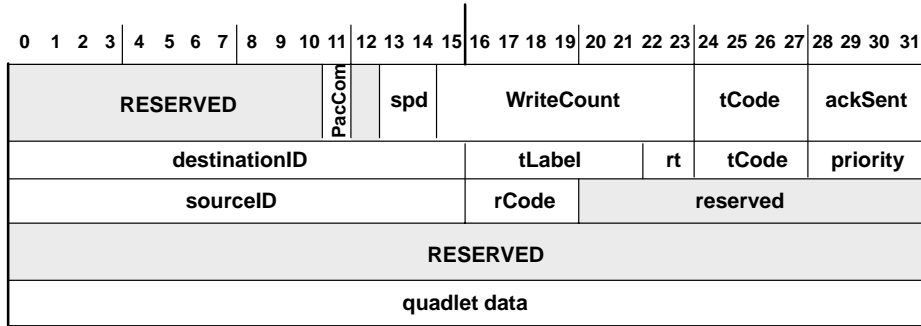 0 1 2 3 4 5 6 7 8 9 10 11 12 13 14 15 16 17 18 19 20 21 22 23 24 25 26 27 28 29 30 31
RESERVED PacCom spd WriteCount tCode ackSent
destinationID tLabel rt tCode priority
sourceID rCode reserved
RESERVED
quadlet data